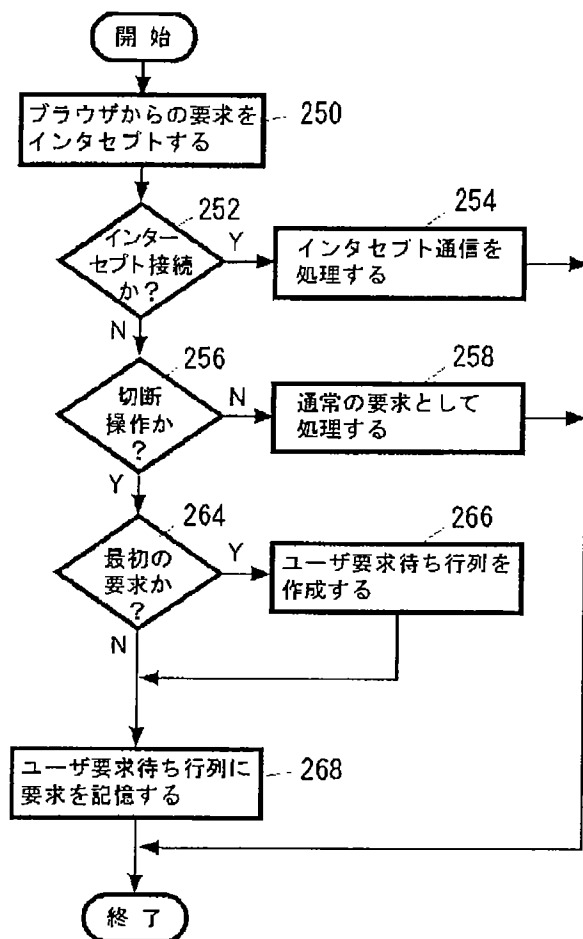 開 始
ブラウザからの要求を
インタセプトする
250
252
インター
セプト接続
か？
Y
N
254
インタセプト通信を
処理する
256
切断
操作か
？
N
Y
258
通常の要求として
処理する
264
最初の
要求か
？
Y
N
266
ユーザ要求待ち行列を
作成する
ユーザ要求待ち行列に
要求を記憶する
268
終 了